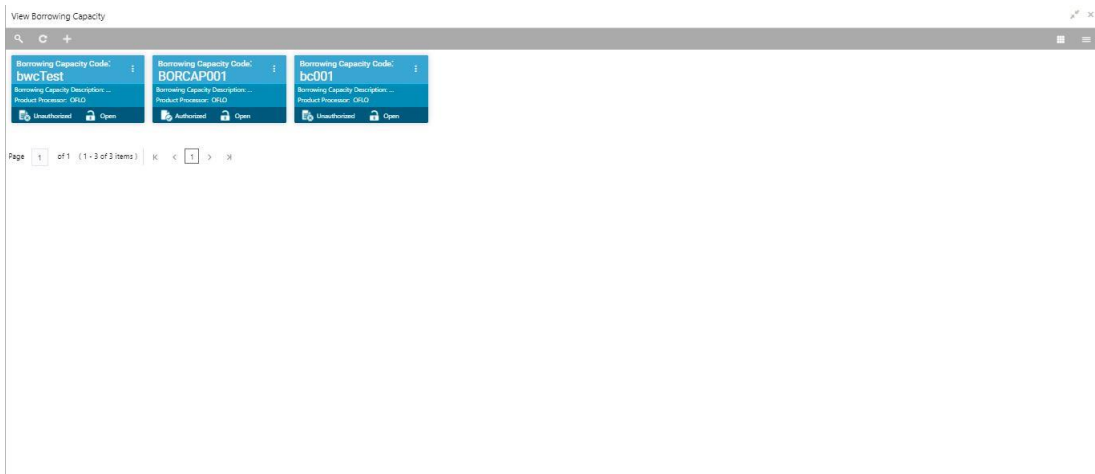 View Borrowing Capacity
Borrowing Capacity Code:
bwcTest
Borrowing Capacity Description: ...
Product Processor: OFLO
Unauthorized Open
Borrowing Capacity Code:
BORCAP001
Borrowing Capacity Description: ...
Product Processor: OFLO
Authorized Open
Borrowing Capacity Code:
bc001
Borrowing Capacity Description: ...
Product Processor: OFLO
Unauthorized Open
Page 1 of 1 (1 - 3 of 3 items) 1